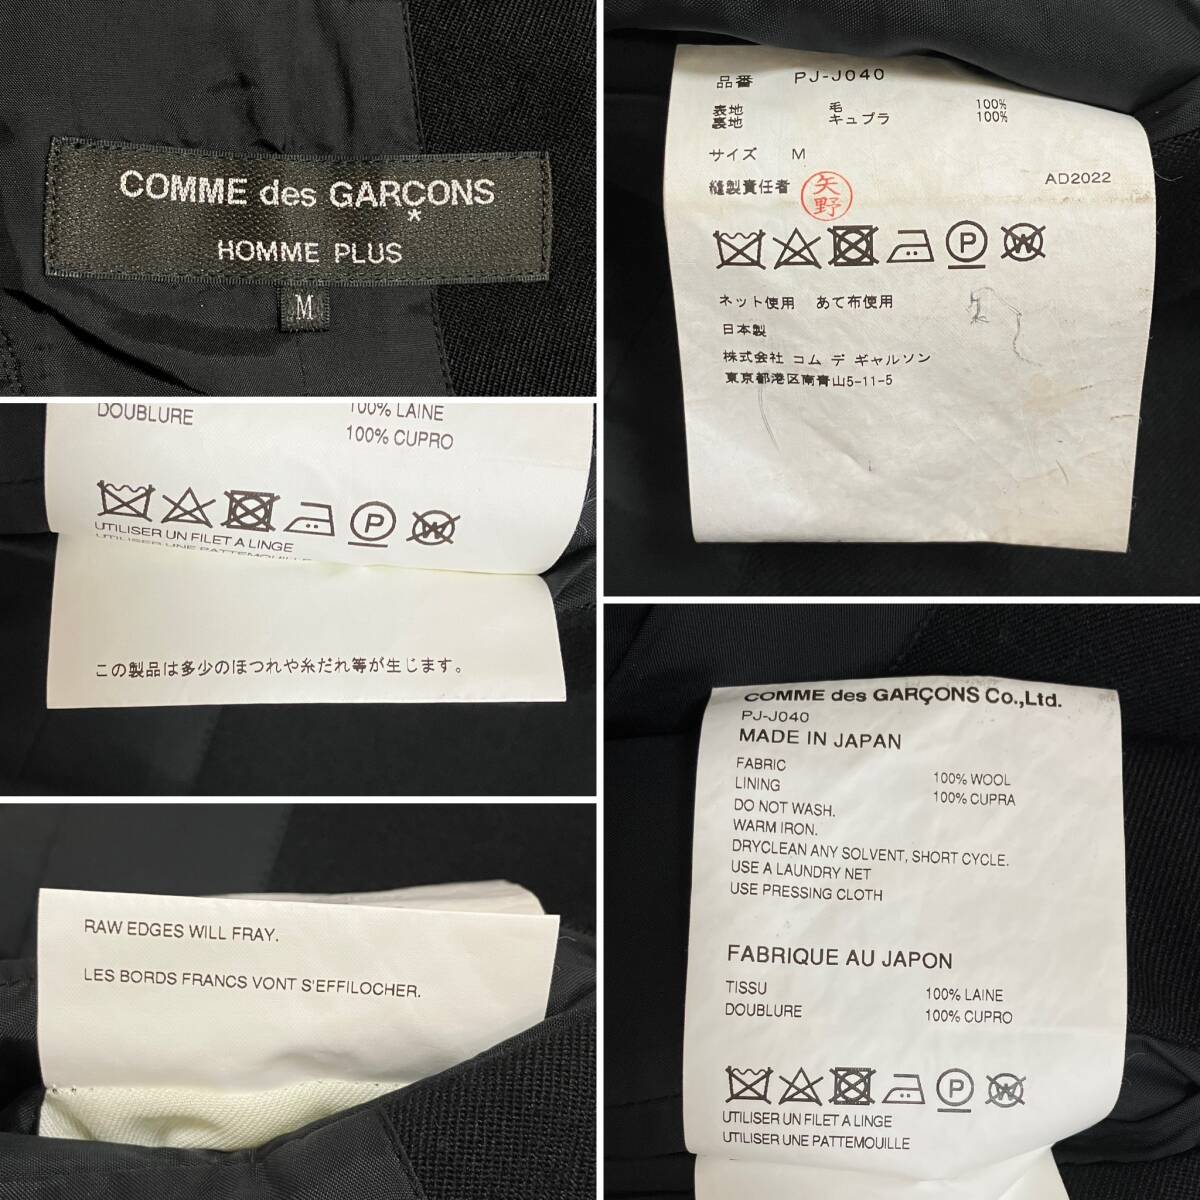 COMME des GARÇONS
*
HOMME PLUS
M
品番 PJ-J040
表地 毛 100%
裏地 キュプラ 100%
サイズ M
縫製責任者 矢野 AD2022
P W
ネット使用 あて布使用
日本製
株式会社 コム デ ギャルソン
東京都港区南青山5-11-5
100% LAINE
DOUBLURE 100% CUPRO
P W
UTILISER UN FILET A LINGE
UTILISER UNE PATTEMOUILLE
この製品は多少のほつれや糸だれ等が生じます。
RAW EDGES WILL FRAY.
LES BORDS FRANCS VONT S'EFFILOCHER.
COMME des GARÇONS Co.,Ltd.
PJ-J040
MADE IN JAPAN
FABRIC 100% WOOL
LINING 100% CUPRA
DO NOT WASH.
WARM IRON.
DRYCLEAN ANY SOLVENT, SHORT CYCLE.
USE A LAUNDRY NET
USE PRESSING CLOTH
FABRIQUE AU JAPON
TISSU 100% LAINE
DOUBLURE 100% CUPRO
P W
UTILISER UN FILET A LINGE
UTILISER UNE PATTEMOUILLE